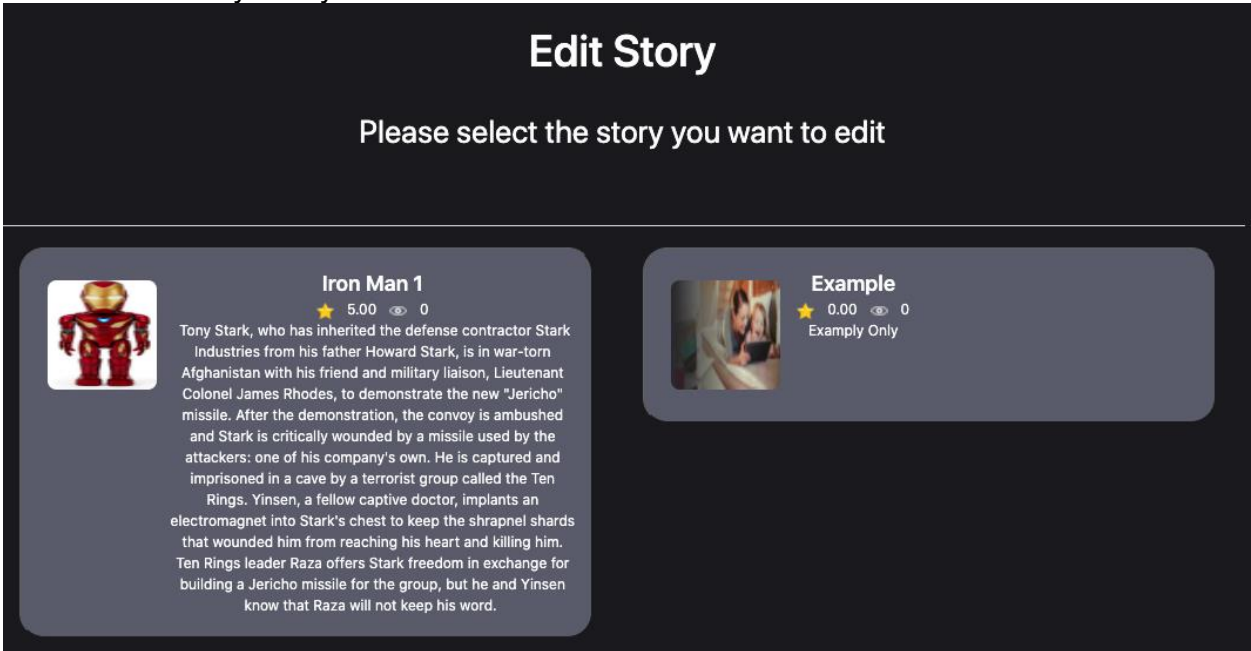 Edit Story
Please select the story you want to edit
Iron Man 1
5.00 0
Tony Stark, who has inherited the defense contractor Stark
Industries from his father Howard Stark, is in war-torn
Afghanistan with his friend and military liaison, Lieutenant
Colonel James Rhodes, to demonstrate the new "Jericho"
missile. After the demonstration, the convoy is ambushed
and Stark is critically wounded by a missile used by the
attackers: one of his company's own. He is captured and
imprisoned in a cave by a terrorist group called the Ten
Rings. Yinsen, a fellow captive doctor, implants an
electromagnet into Stark's chest to keep the shrapnel shards
that wounded him from reaching his heart and killing him.
Ten Rings leader Raza offers Stark freedom in exchange for
building a Jericho missile for the group, but he and Yinsen
know that Raza will not keep his word.
Example
0.00 0
Examply Only